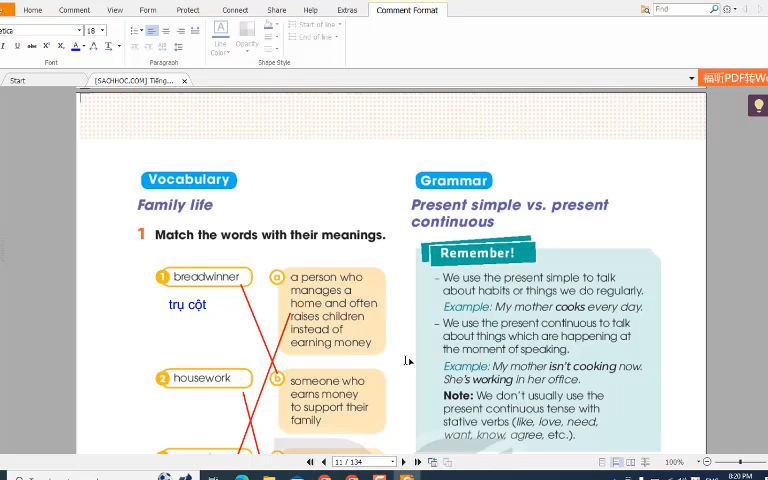 Home
Comment
View
Form
Protect
Connect
Share
Help
Extras
Comment Format
Find
18
Start of line
End of line
Line
Color
Opacity
Font
Paragraph
Shape Style
Start
[SACHHOC.COM] Tiếng...
福昕PDF转Wo
Vocabulary
Family life
1 Match the words with their meanings.
1 breadwinner
trụ cột
2 housework
a a person who
manages a
home and often
raises children
instead of
earning money
b someone who
earns money
to support their
family
Grammar
Present simple vs. present
continuous
Remember!
– We use the present simple to talk
about habits or things we do regularly.
Example: My mother cooks every day.
– We use the present continuous to talk
about things which are happening at
the moment of speaking.
Example: My mother isn't cooking now.
She's working in her office.
Note: We don't usually use the
present continuous tense with
stative verbs (like, love, need,
want, know, agree, etc.).
11 / 134
100%
8:20 PM